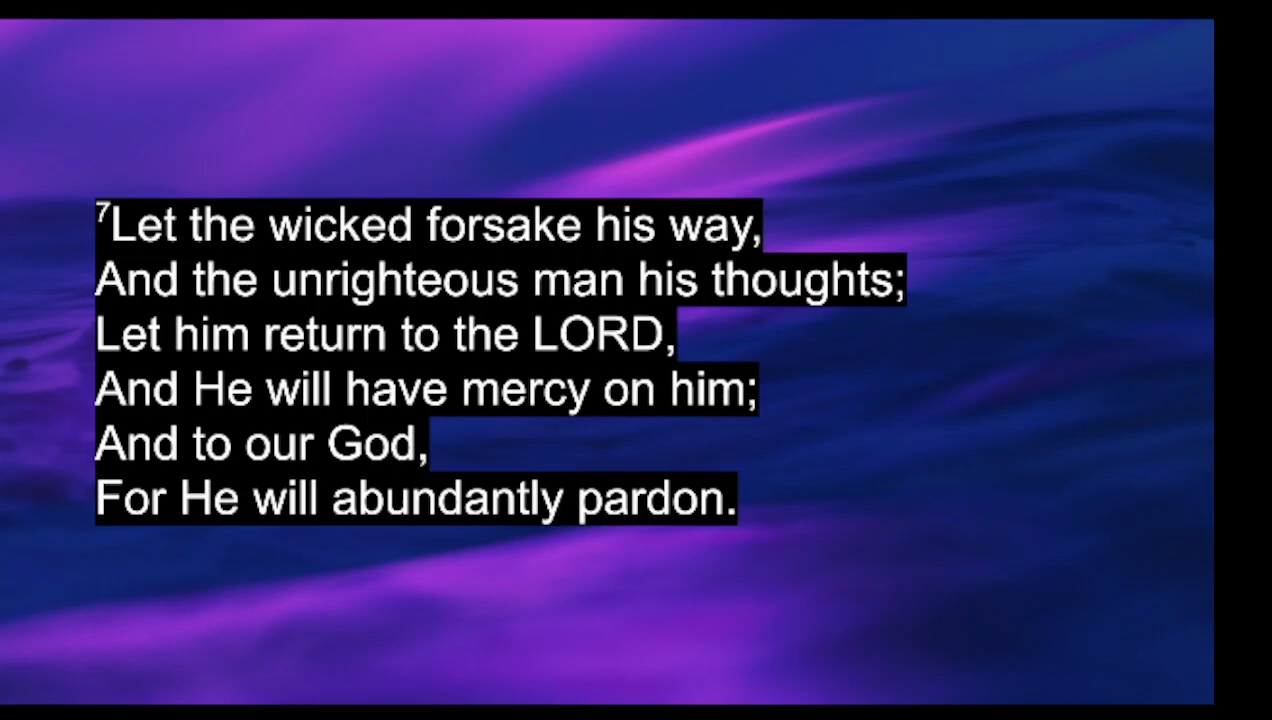 ⁷Let the wicked forsake his way,
And the unrighteous man his thoughts;
Let him return to the LORD,
And He will have mercy on him;
And to our God,
For He will abundantly pardon.